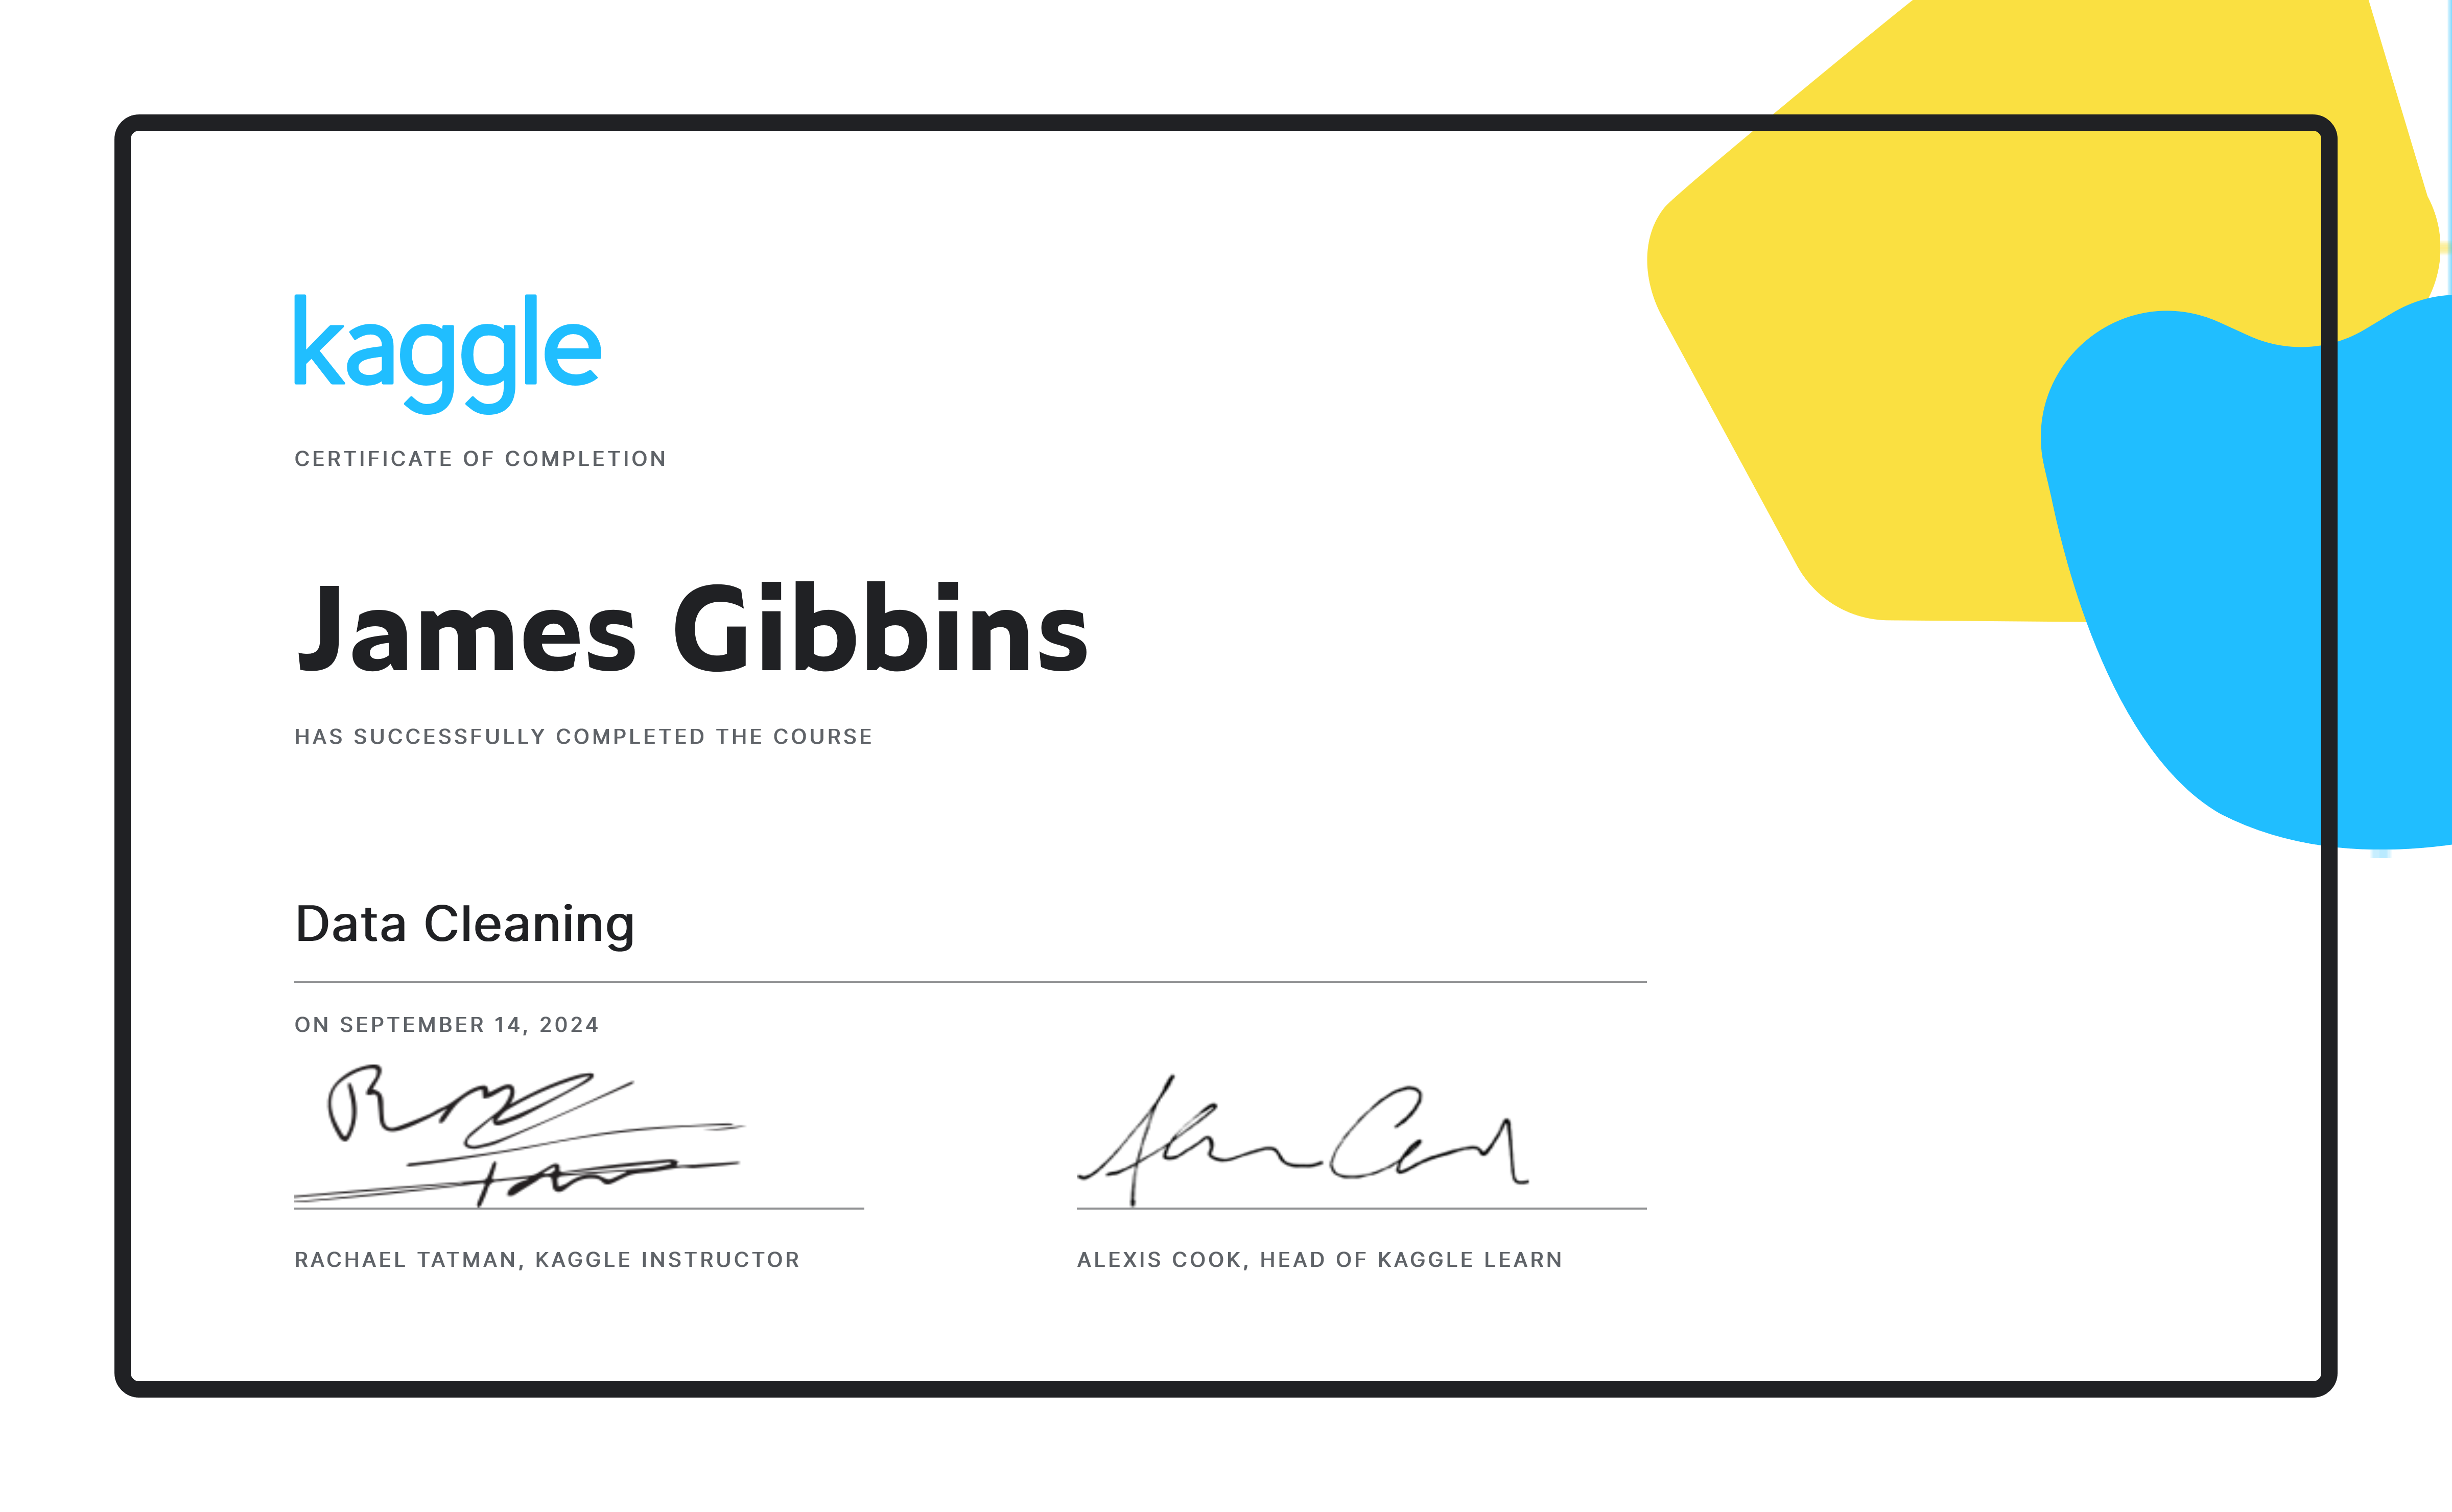 kaggle
CERTIFICATE OF COMPLETION
James Gibbins
HAS SUCCESSFULLY COMPLETED THE COURSE
Data Cleaning
ON SEPTEMBER 14, 2024
RACHAEL TATMAN, KAGGLE INSTRUCTOR
ALEXIS COOK, HEAD OF KAGGLE LEARN